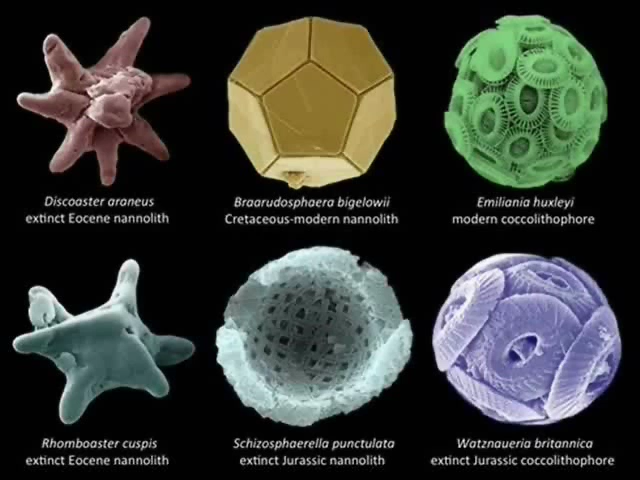 Discoaster araneus
extinct Eocene nannolith
Braarudosphaera bigelowii
Cretaceous-modern nannolith
Emiliania huxleyi
modern coccolithophore
Rhomboaster cuspis
extinct Eocene nannolith
Schizosphaerella punctulata
extinct Jurassic nannolith
Watznaueria britannica
extinct Jurassic coccolithophore